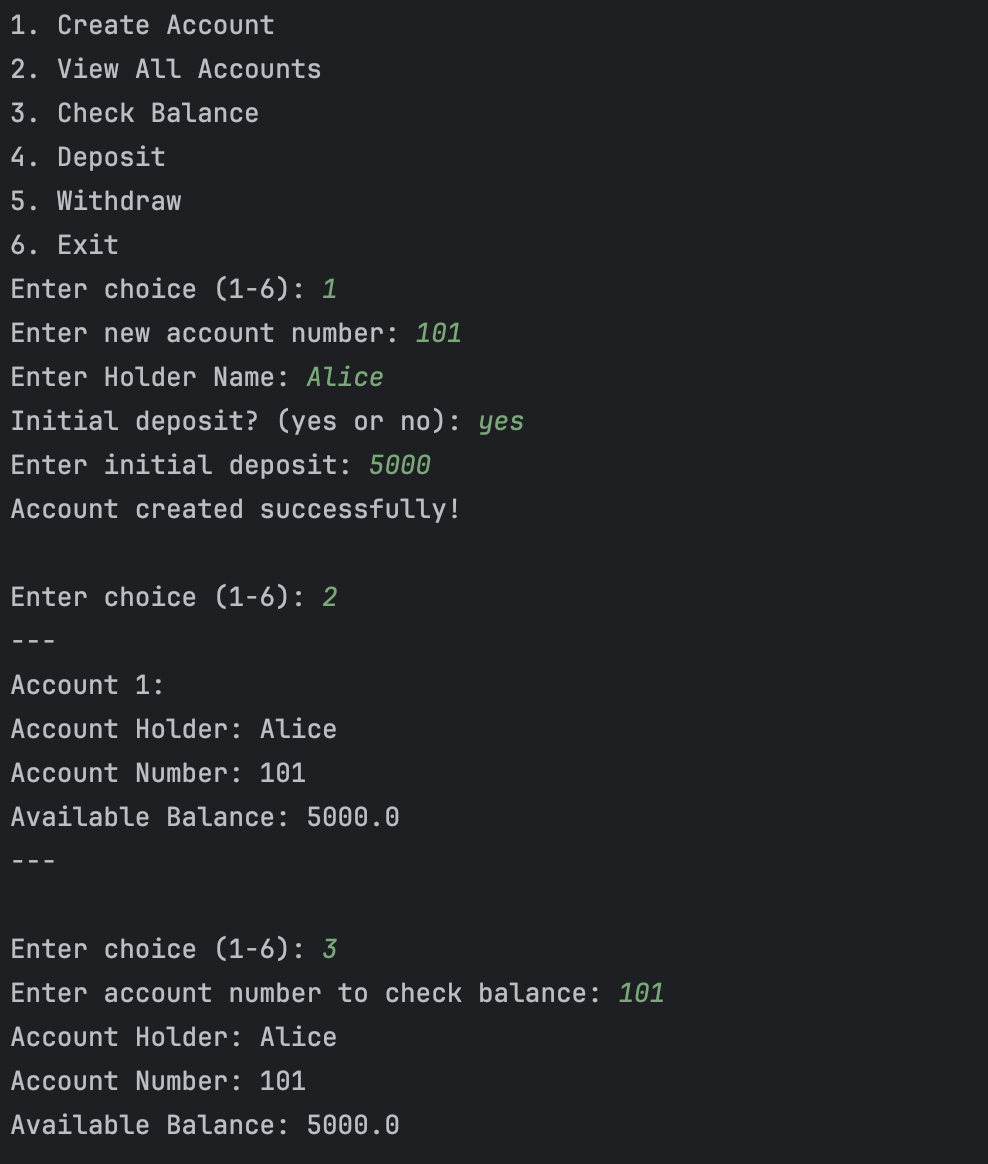 1. Create Account
2. View All Accounts
3. Check Balance
4. Deposit
5. Withdraw
6. Exit
Enter choice (1-6): 1
Enter new account number: 101
Enter Holder Name: Alice
Initial deposit? (yes or no): yes
Enter initial deposit: 5000
Account created successfully!
Enter choice (1-6): 2
---
Account 1:
Account Holder: Alice
Account Number: 101
Available Balance: 5000.0
---
Enter choice (1-6): 3
Enter account number to check balance: 101
Account Holder: Alice
Account Number: 101
Available Balance: 5000.0